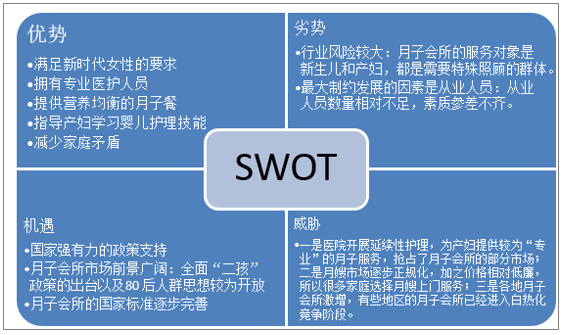 优势
•满足新时代女性的要求
•拥有专业医护人员
•提供营养均衡的月子餐
•指导产妇学习婴儿护理技能
•减少家庭矛盾
劣势
•行业风险较大：月子会所的服务对象是
新生儿和产妇，都是需要特殊照顾的群体。
•最大制约发展的因素是从业人员：从业
人员数量相对不足，素质参差不齐。
SWOT
机遇
•国家强有力的政策支持
•月子会所市场前景广阔：全面“二孩”
政策的出台以及80后人群思想较为开放
•月子会所的国家标准逐步完善
威胁
•一是医院开展延续性护理，为产妇提供较为“专
业”的月子服务，抢占了月子会所的部分市场；
二是月嫂市场逐步正规化，加之价格相对低廉，
所以很多家庭选择月嫂上门服务；三是各地月子
会所激增，有些地区的月子会所已经进入白热化
竞争阶段。